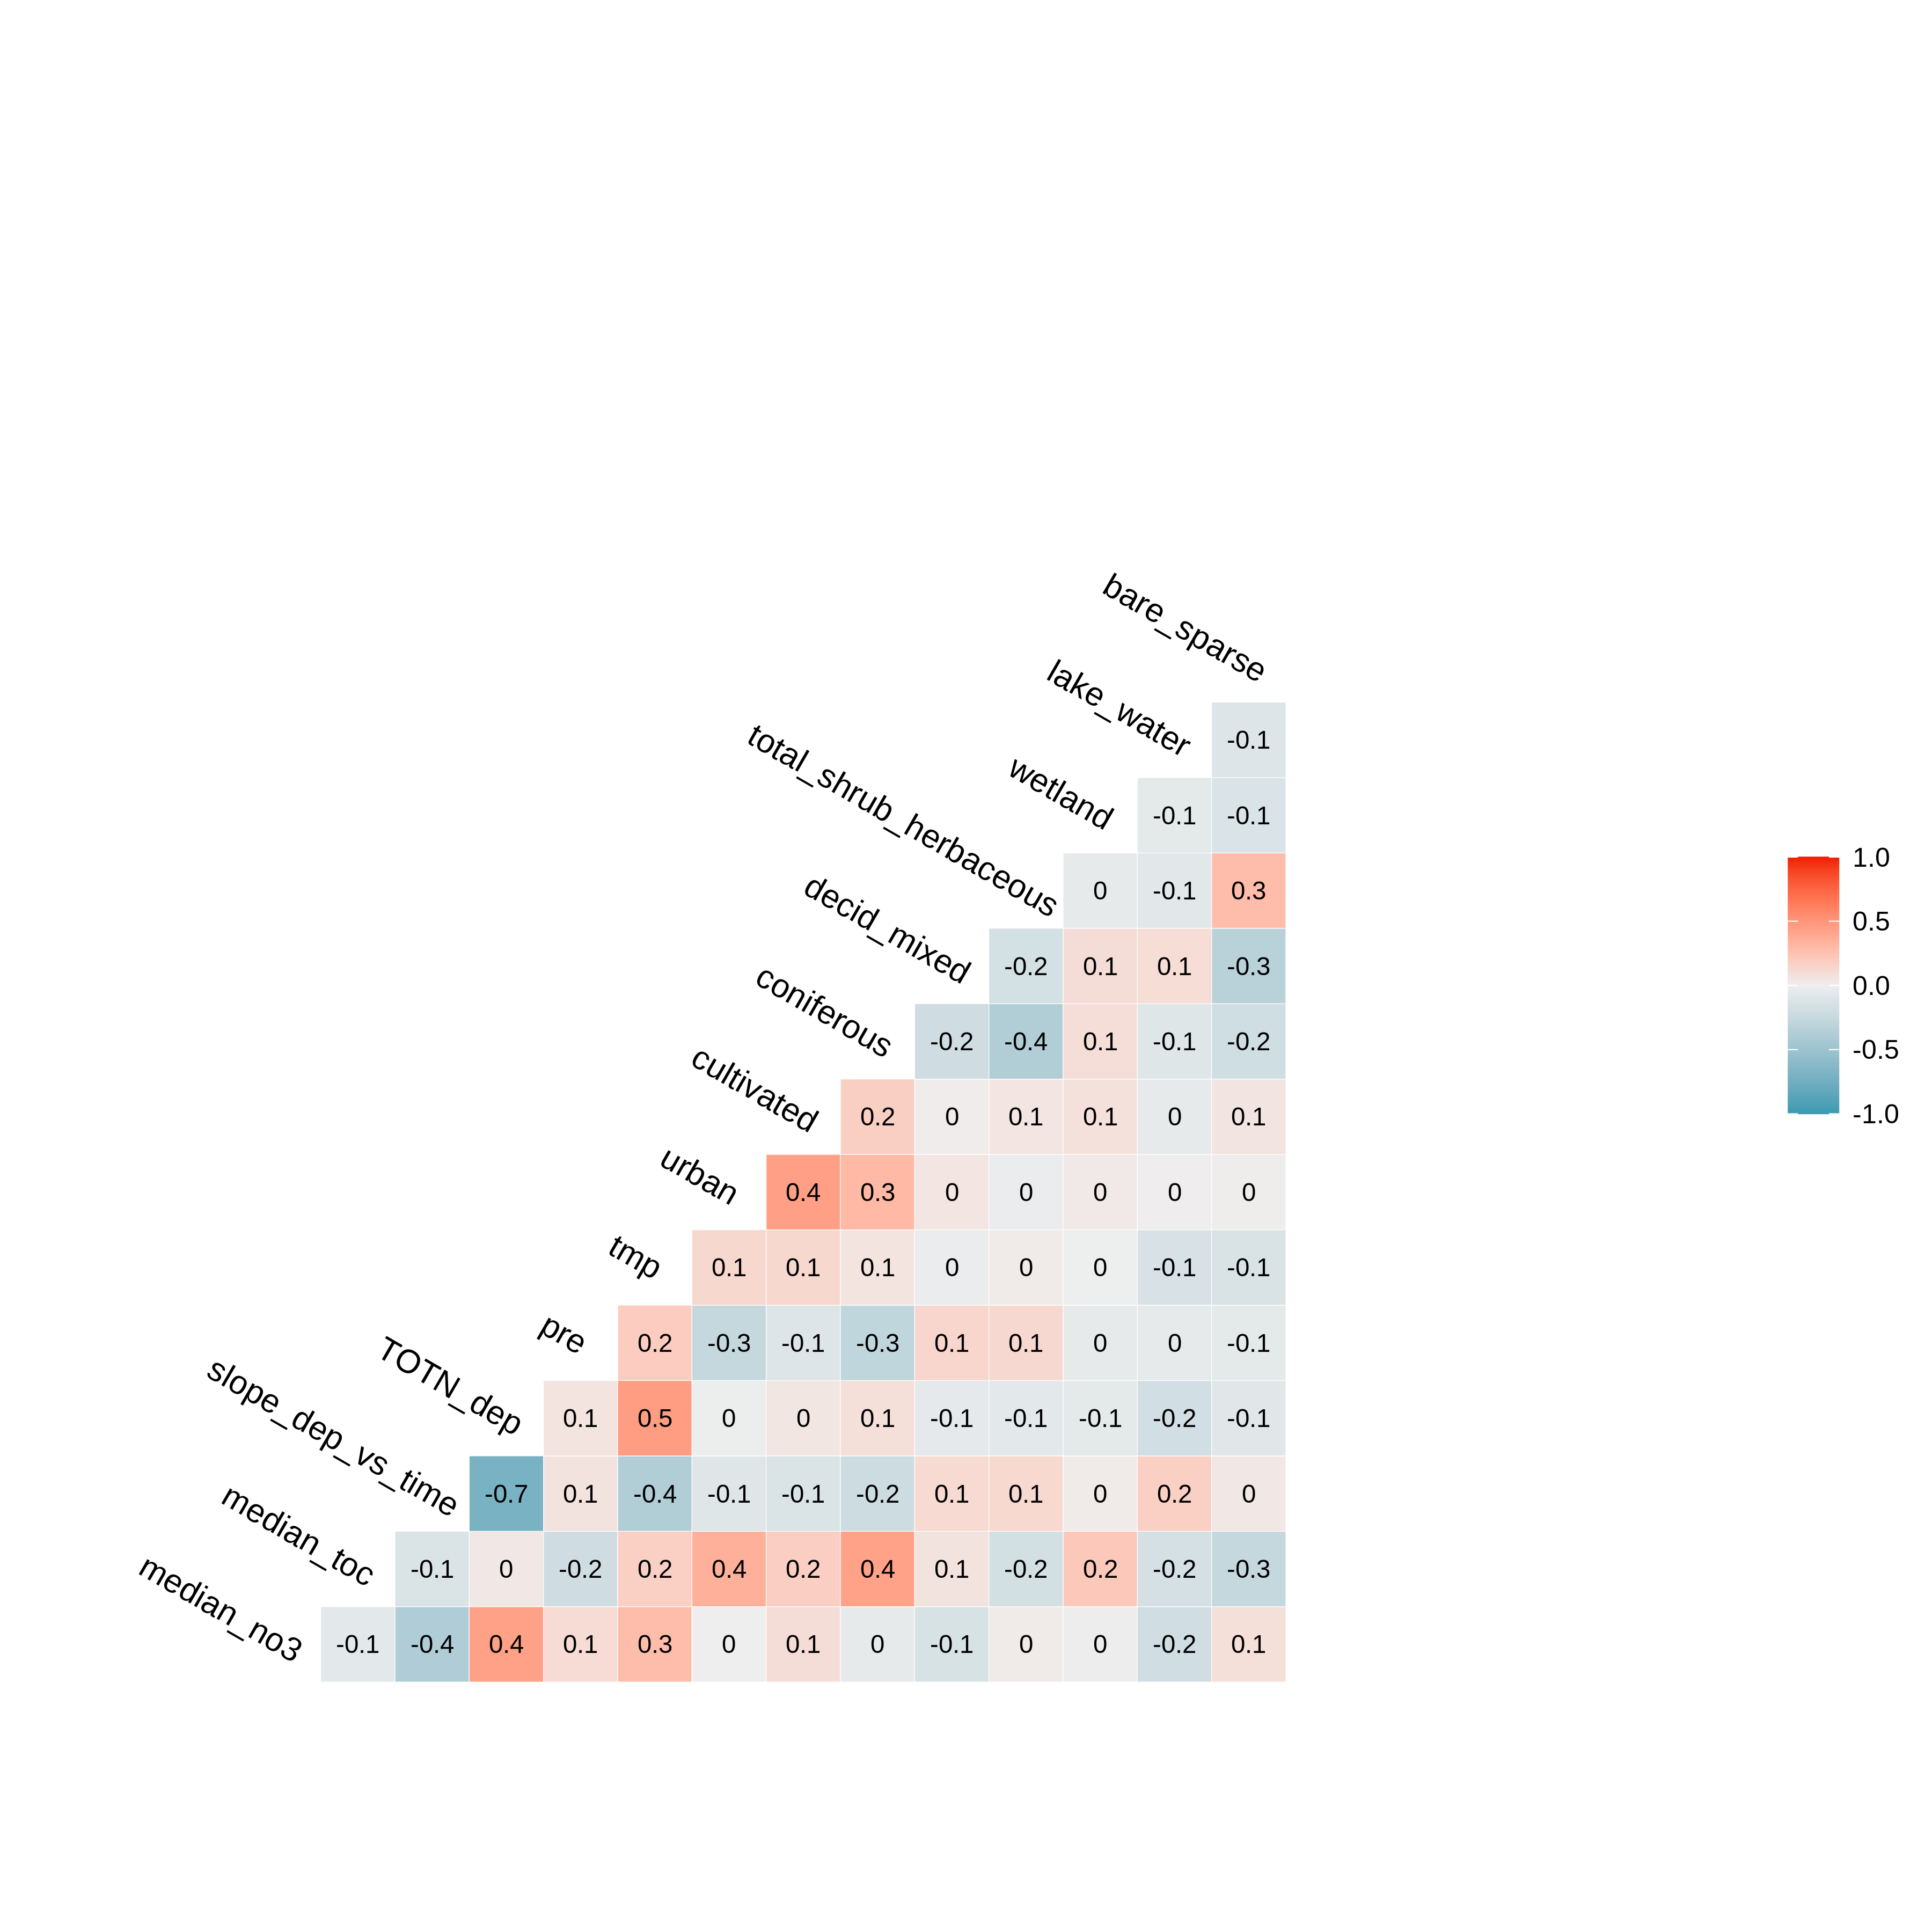 bare_sparse
lake_water -0.1
wetland -0.1 -0.1
total_shrub_herbaceous 0 -0.1 0.3
decid_mixed -0.2 0.1 0.1 -0.3
coniferous -0.2 -0.4 0.1 -0.1 -0.2
cultivated 0.2 0 0.1 0.1 0 0.1
urban 0.4 0.3 0 0 0 0 0
tmp 0.1 0.1 0.1 0 0 0 -0.1 -0.1
pre 0.2 -0.3 -0.1 -0.3 0.1 0.1 0 0 -0.1
TOTN_dep 0.1 0.5 0 0 0.1 -0.1 -0.1 -0.1 -0.2 -0.1
slope_dep_vs_time -0.7 0.1 -0.4 -0.1 -0.1 -0.2 0.1 0.1 0 0.2 0
median_toc -0.1 0 -0.2 0.2 0.4 0.2 0.4 0.1 -0.2 0.2 -0.2 -0.3
median_no3 -0.1 -0.4 0.4 0.1 0.3 0 0.1 0 -0.1 0 0 -0.2 0.1
1.0
0.5
0.0
-0.5
-1.0